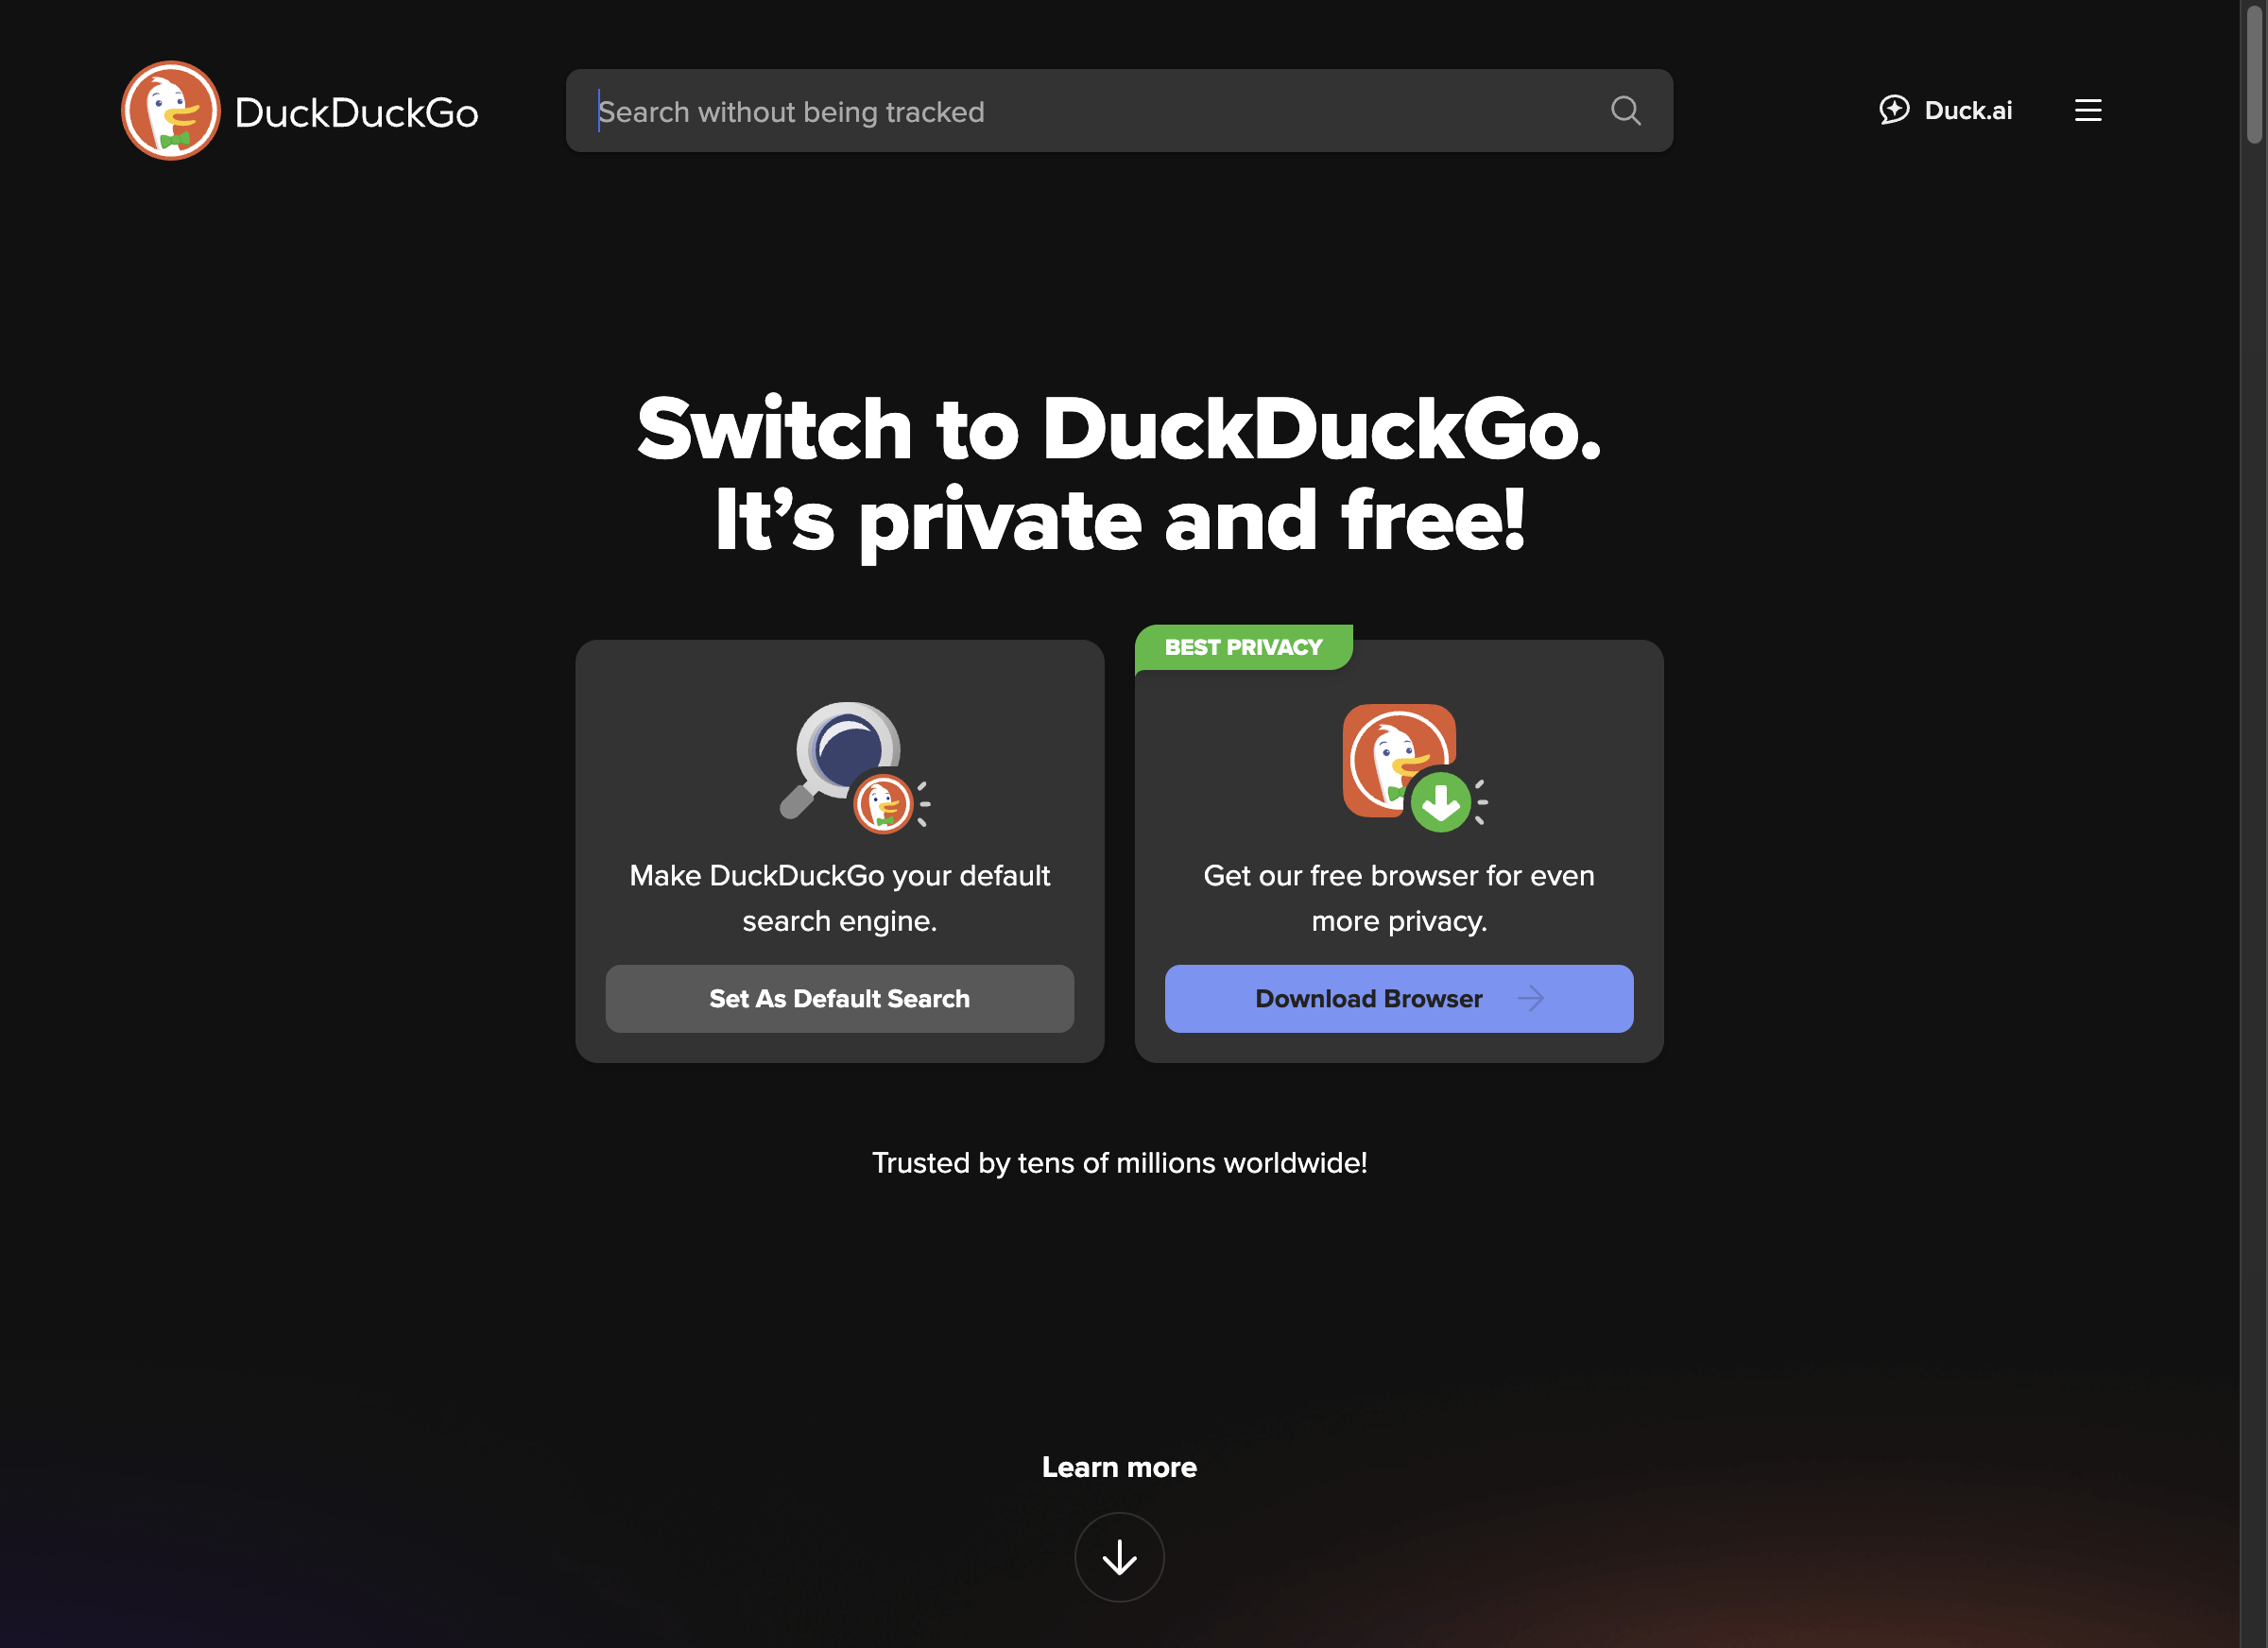 DuckDuckGo
Search without being tracked
Duck.ai
Switch to DuckDuckGo.
It’s private and free!
Make DuckDuckGo your default
search engine.
Set As Default Search
BEST PRIVACY
Get our free browser for even
more privacy.
Download Browser
Trusted by tens of millions worldwide!
Learn more